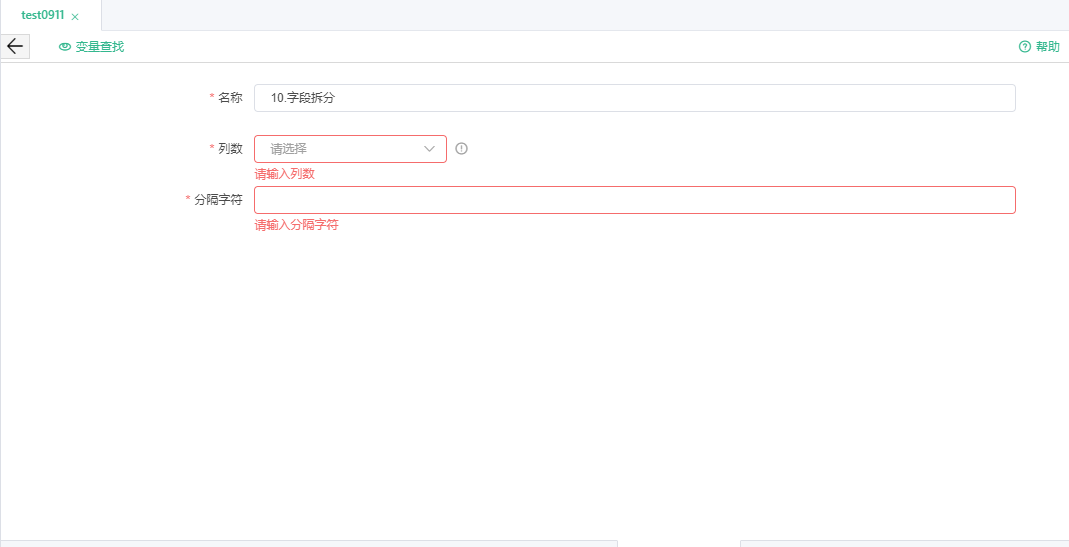 test0911
变量查找 帮助
* 名称 10.字段拆分
* 列数 请选择
请输入列数
* 分隔字符
请输入分隔字符